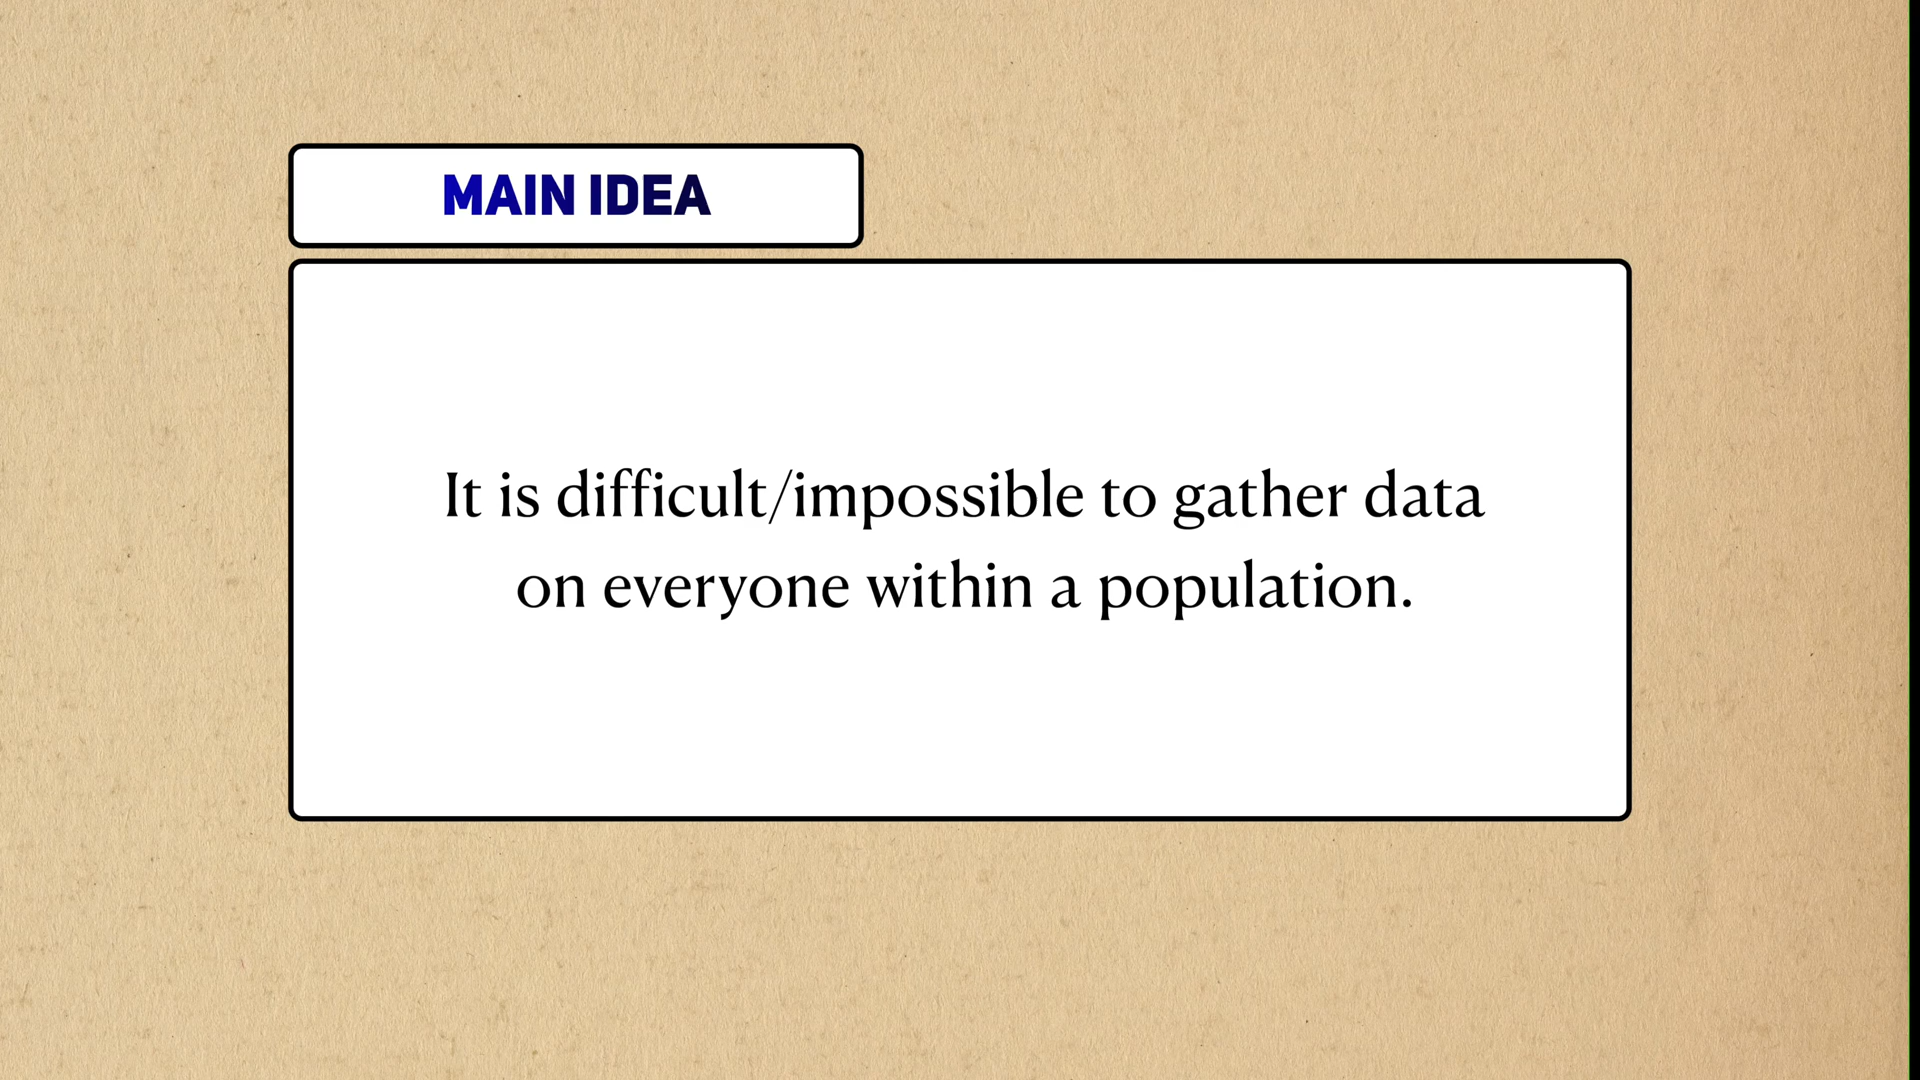 MAIN IDEA
It is difficult/impossible to gather data
on everyone within a population.